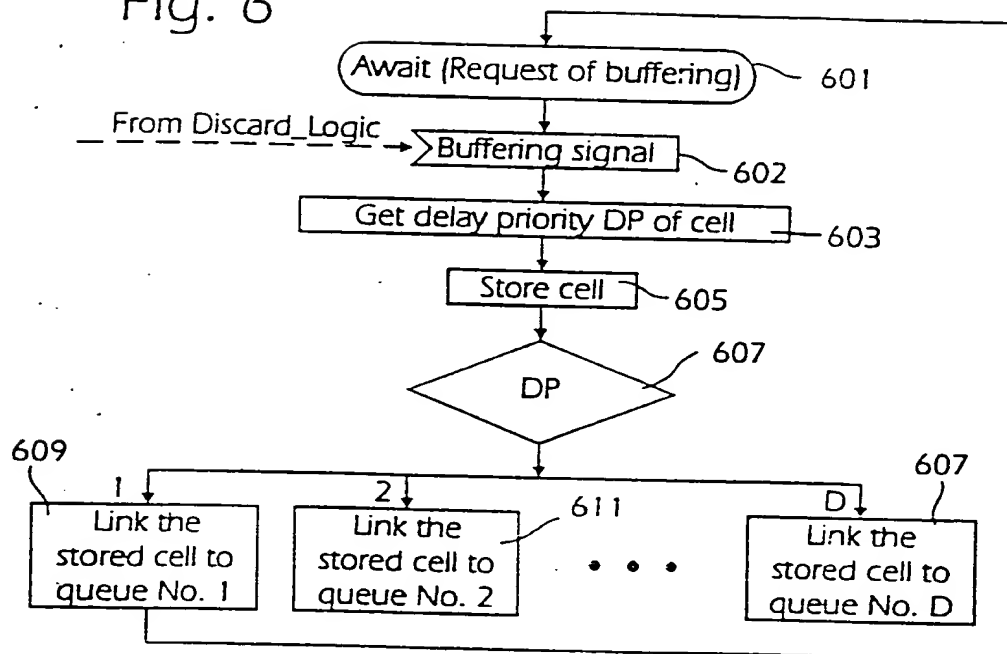 Fig. 6
Await (Request of buffering)
601
From Discard_Logic
Buffering signal
602
Get delay priority DP of cell
603
Store cell
605
DP
607
609
1
Link the
stored cell to
queue No. 1
2
Link the
stored cell to
queue No. 2
611
• • •
D
Link the
stored cell to
queue No. D
607